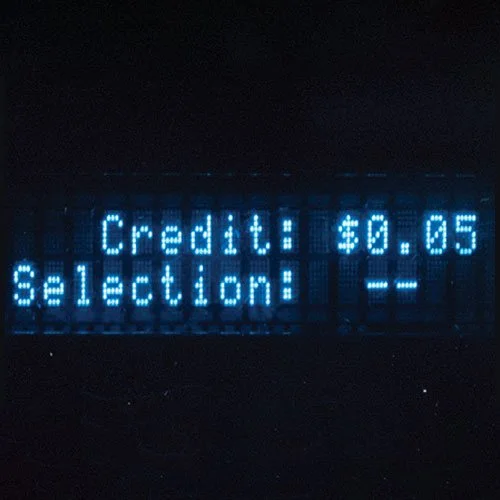 Credit: $0.05
Selection: --